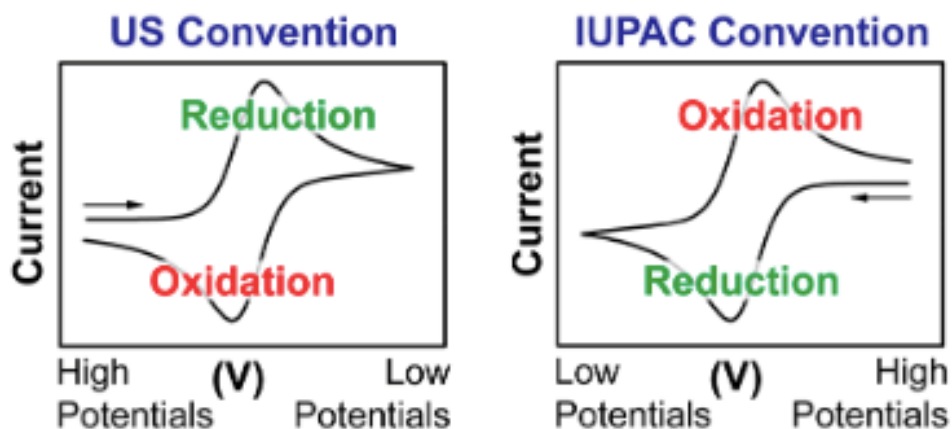 US Convention
Current
Reduction
Oxidation
High Potentials
(V)
Low Potentials
IUPAC Convention
Current
Oxidation
Reduction
Low Potentials
(V)
High Potentials